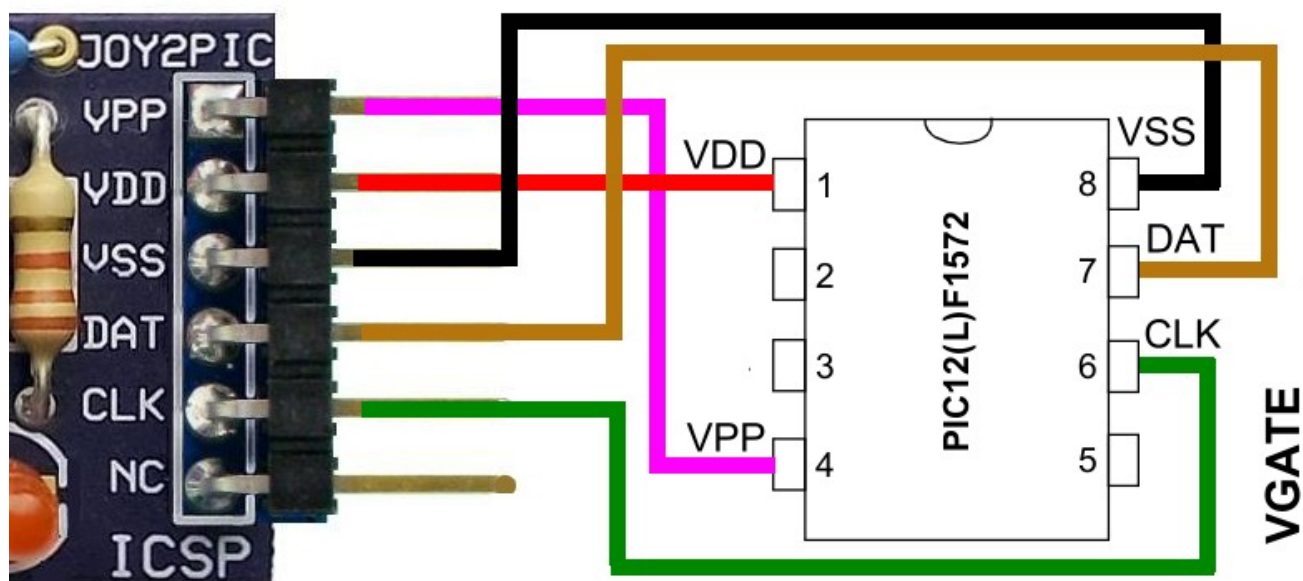 JOY2PIC
VPP
VDD
VSS
DAT
CLK
NC
ICSP
VDD
1
2
3
VPP
4
PIC12(L)F1572
VSS
8
DAT
7
CLK
6
5
VGATE